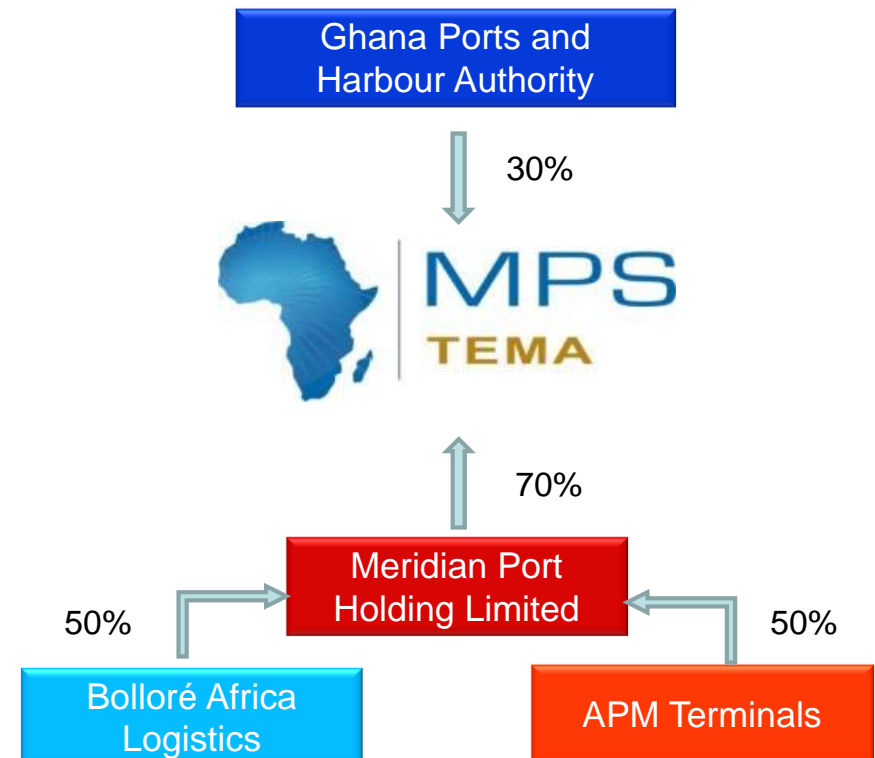 Ghana Ports and
Harbour Authority
30%
MPS
TEMA
70%
Meridian Port
Holding Limited
50%
50%
Bolloré Africa
Logistics
APM Terminals